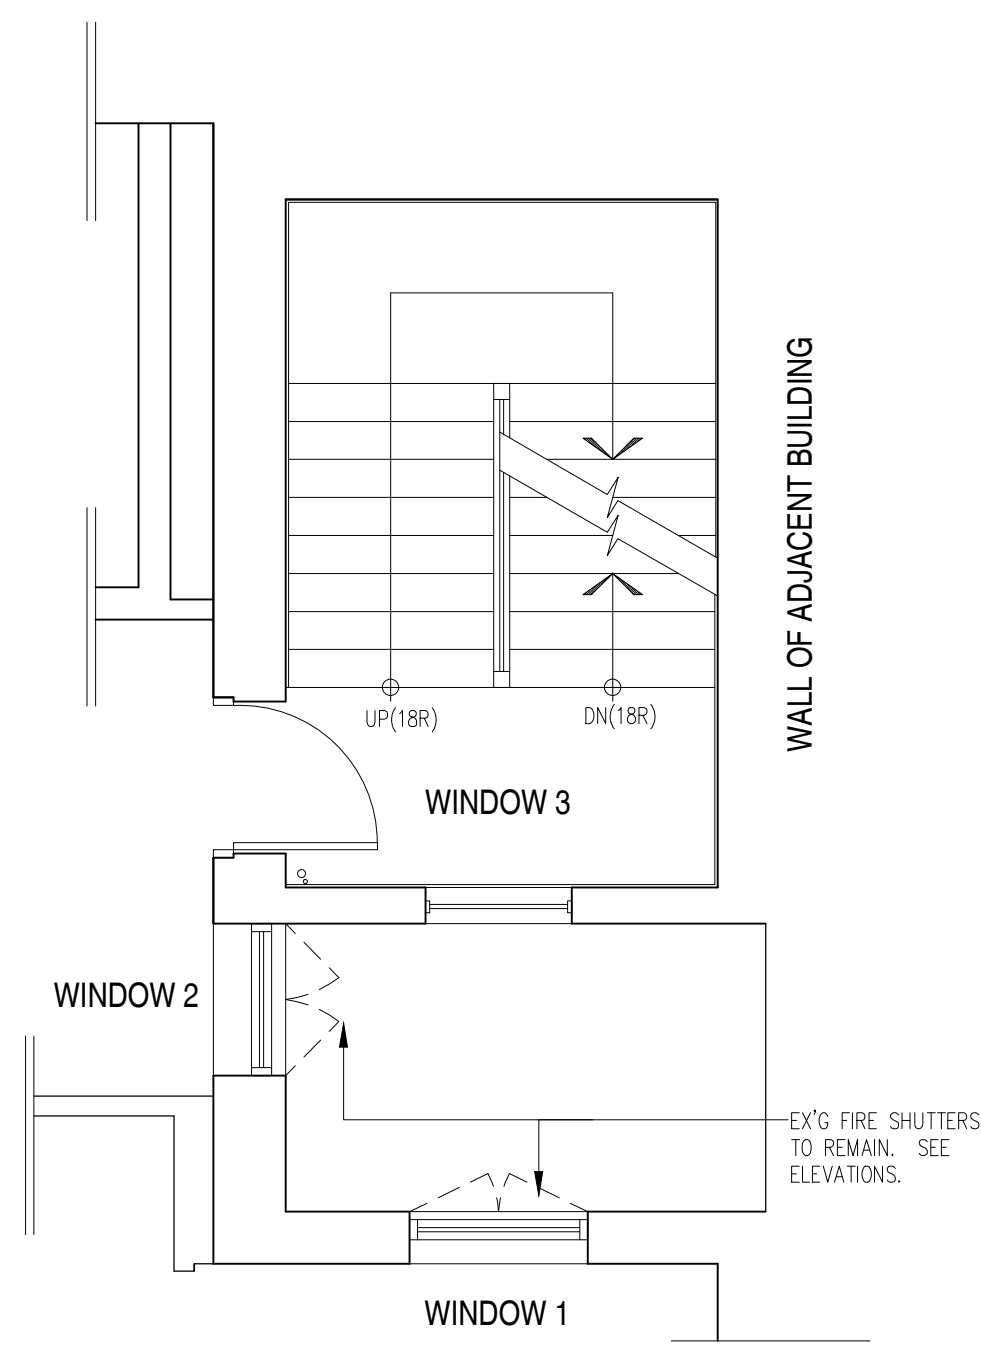 WALL OF ADJACENT BUILDING
UP(18R)
DN(18R)
WINDOW 3
WINDOW 2
EX'G FIRE SHUTTERS
TO REMAIN. SEE
ELEVATIONS.
WINDOW 1